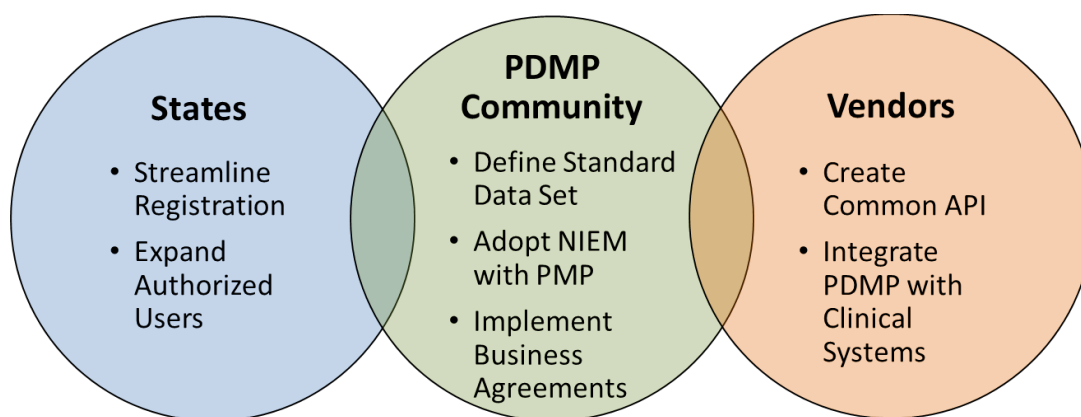 States
• Streamline
Registration
• Expand
Authorized
Users
PDMP
Community
• Define Standard
Data Set
• Adopt NIEM
with PMP
• Implement
Business
Agreements
Vendors
• Create
Common API
• Integrate
PDMP with
Clinical
Systems